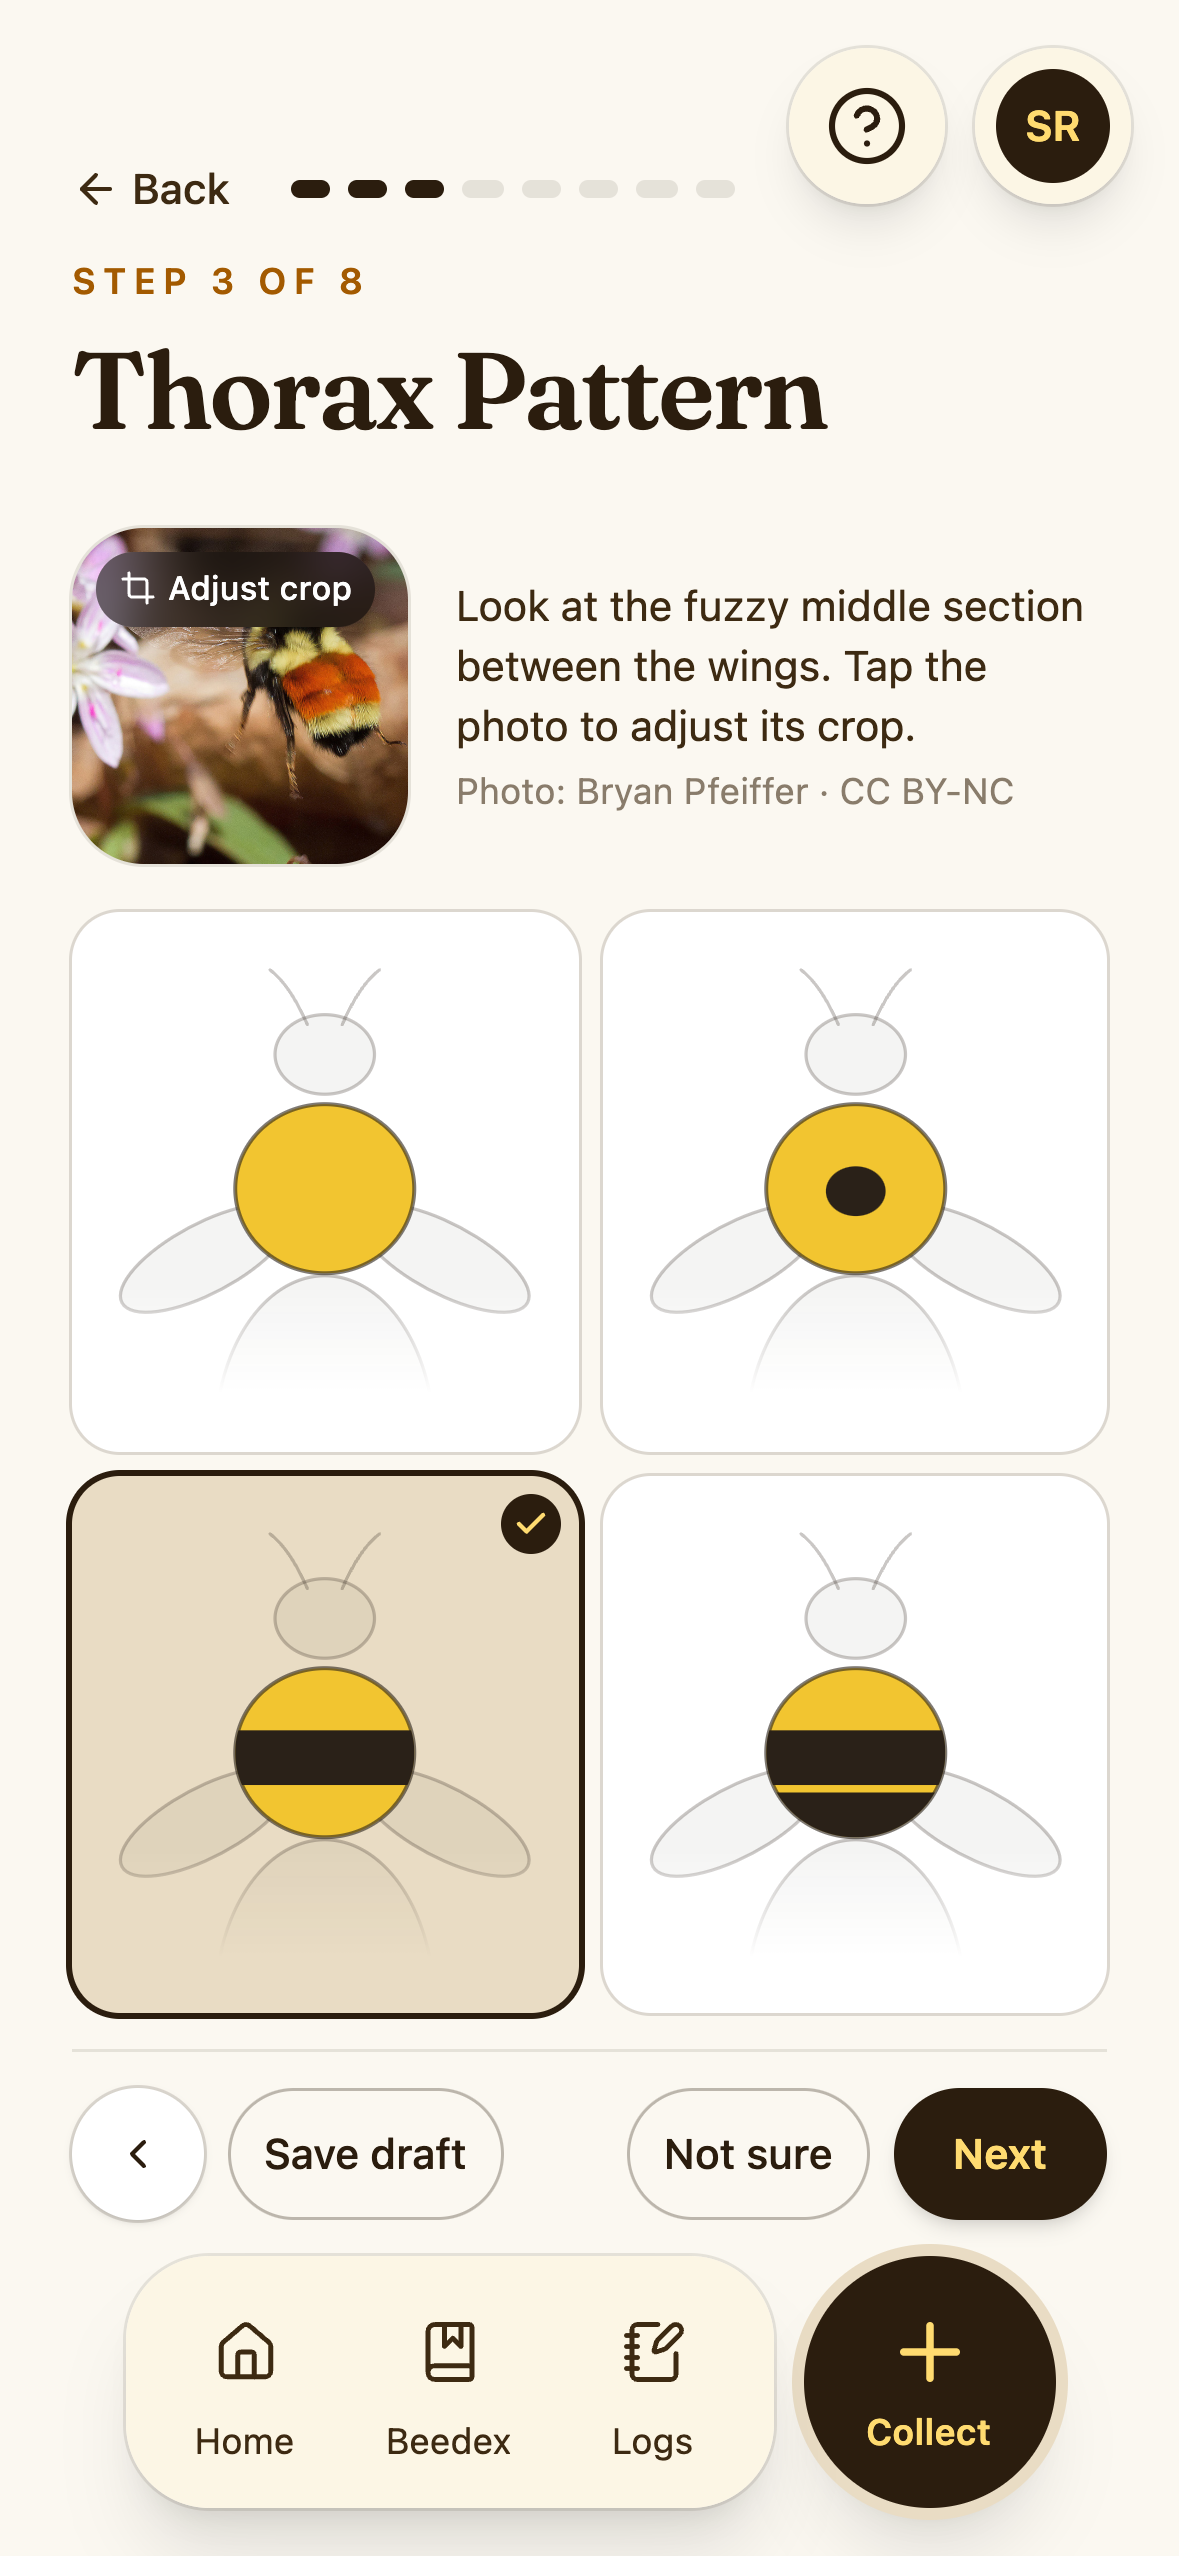 SR
Back
STEP 3 OF 8
Thorax Pattern
Adjust crop
Look at the fuzzy middle section
between the wings. Tap the
photo to adjust its crop.
Photo: Bryan Pfeiffer · CC BY-NC
Save draft
Not sure
Next
Home
Beedex
Logs
Collect